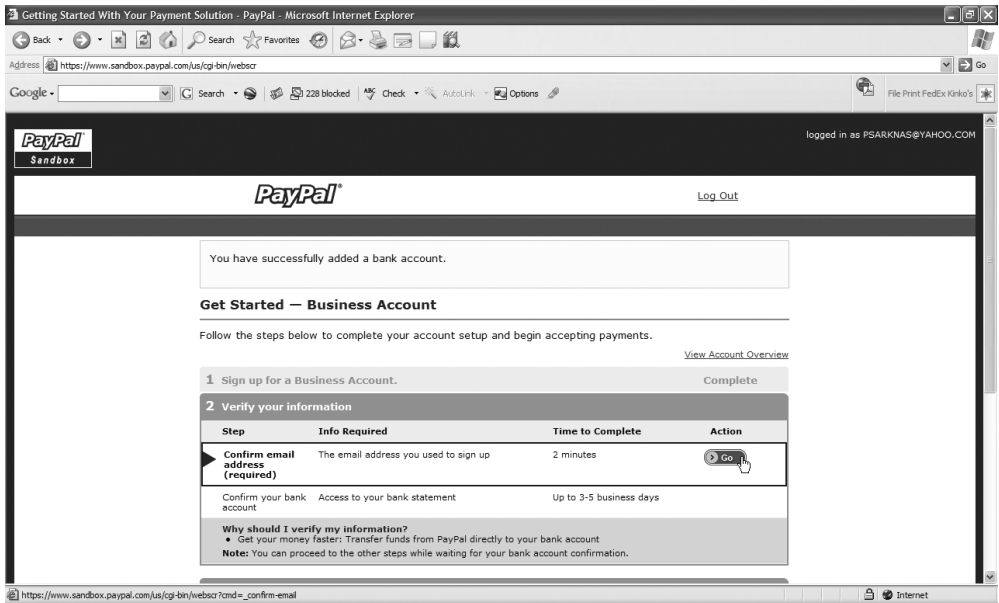 Getting Started With Your Payment Solution - PayPal - Microsoft Internet Explorer
Back Search Favorites
Address https://www.sandbox.paypal.com/us/cgi-bin/webscr Go
Google G Search 228 blocked ABC Check AutoLink Options File Print FedEx Kinko's
PayPal
Sandbox
logged in as PSARKNAS@YAHOO.COM
PayPal® Log Out
You have successfully added a bank account.
Get Started — Business Account
Follow the steps below to complete your account setup and begin accepting payments.
View Account Overview
1 Sign up for a Business Account. Complete
2 Verify your information
Step Info Required Time to Complete Action
Confirm email address (required) The email address you used to sign up 2 minutes Go
Confirm your bank account Access to your bank statement Up to 3-5 business days
Why should I verify my information?
• Get your money faster: Transfer funds from PayPal directly to your bank account
Note: You can proceed to the other steps while waiting for your bank account confirmation.
https://www.sandbox.paypal.com/us/cgi-bin/webscr?cmd=_confirm-email Internet